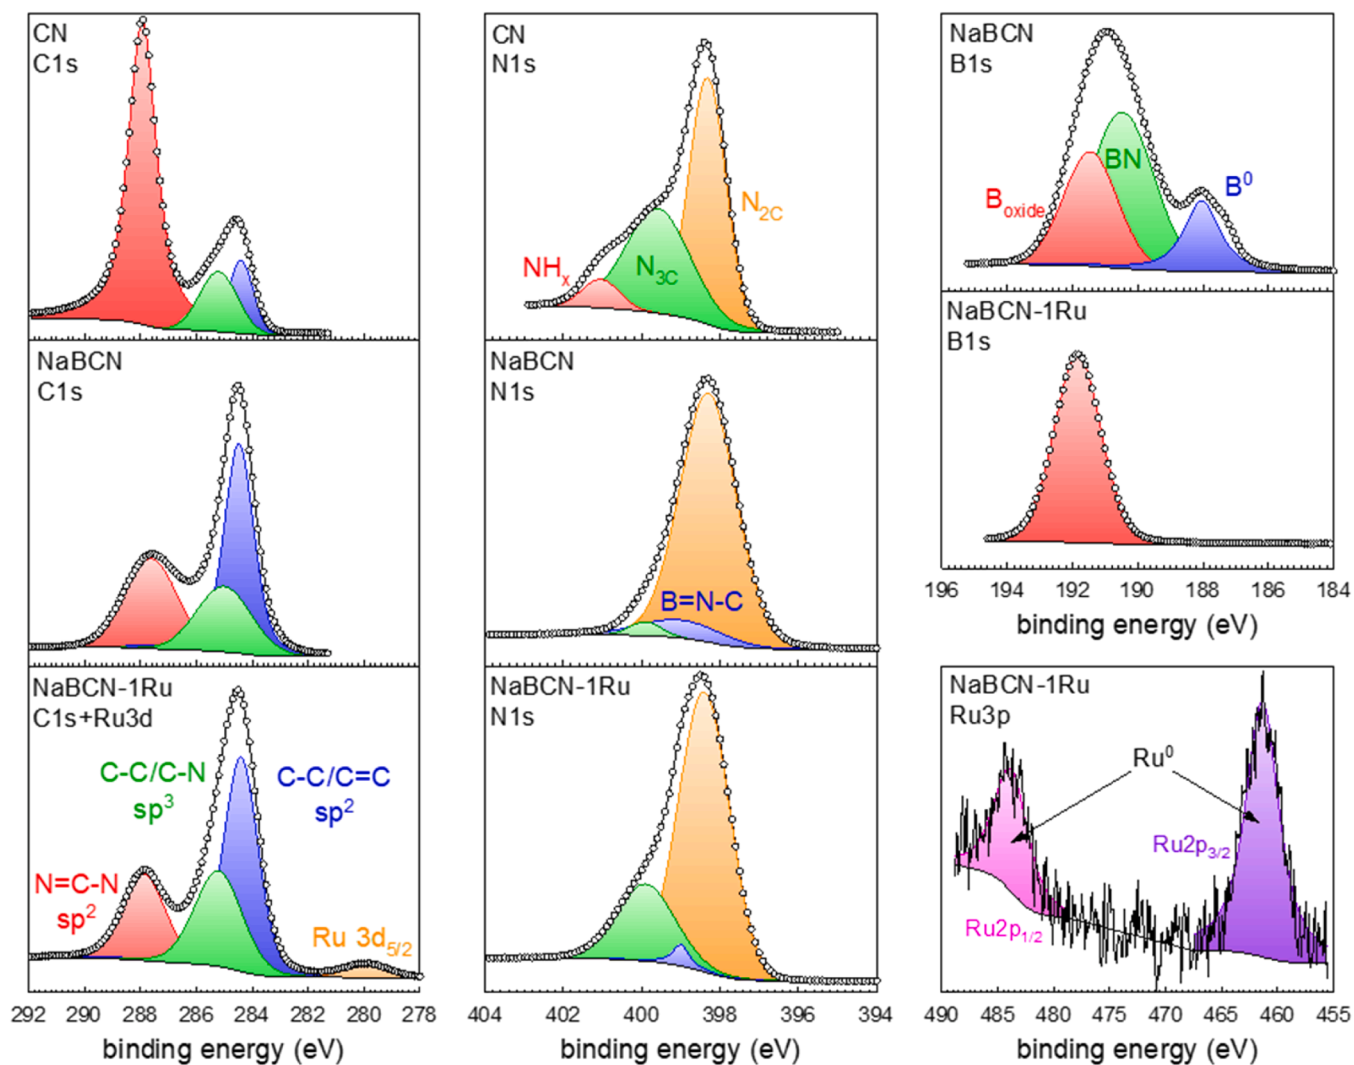 CN
C1s
NaBCN
C1s
NaBCN-1Ru
C1s+Ru3d
C-C/C-N
sp3
C-C/C=C
sp2
N=C-N
sp2
Ru 3d5/2
292 290 288 286 284 282 280 278
binding energy (eV)
CN
N1s
N2C
N3C
NHx
NaBCN
N1s
B=N-C
NaBCN-1Ru
N1s
404 402 400 398 396 394
binding energy (eV)
NaBCN
B1s
BN
Boxide
B0
NaBCN-1Ru
B1s
196 194 192 190 188 186 184
binding energy (eV)
NaBCN-1Ru
Ru3p
Ru0
Ru2p3/2
Ru2p1/2
490 485 480 475 470 465 460 455
binding energy (eV)